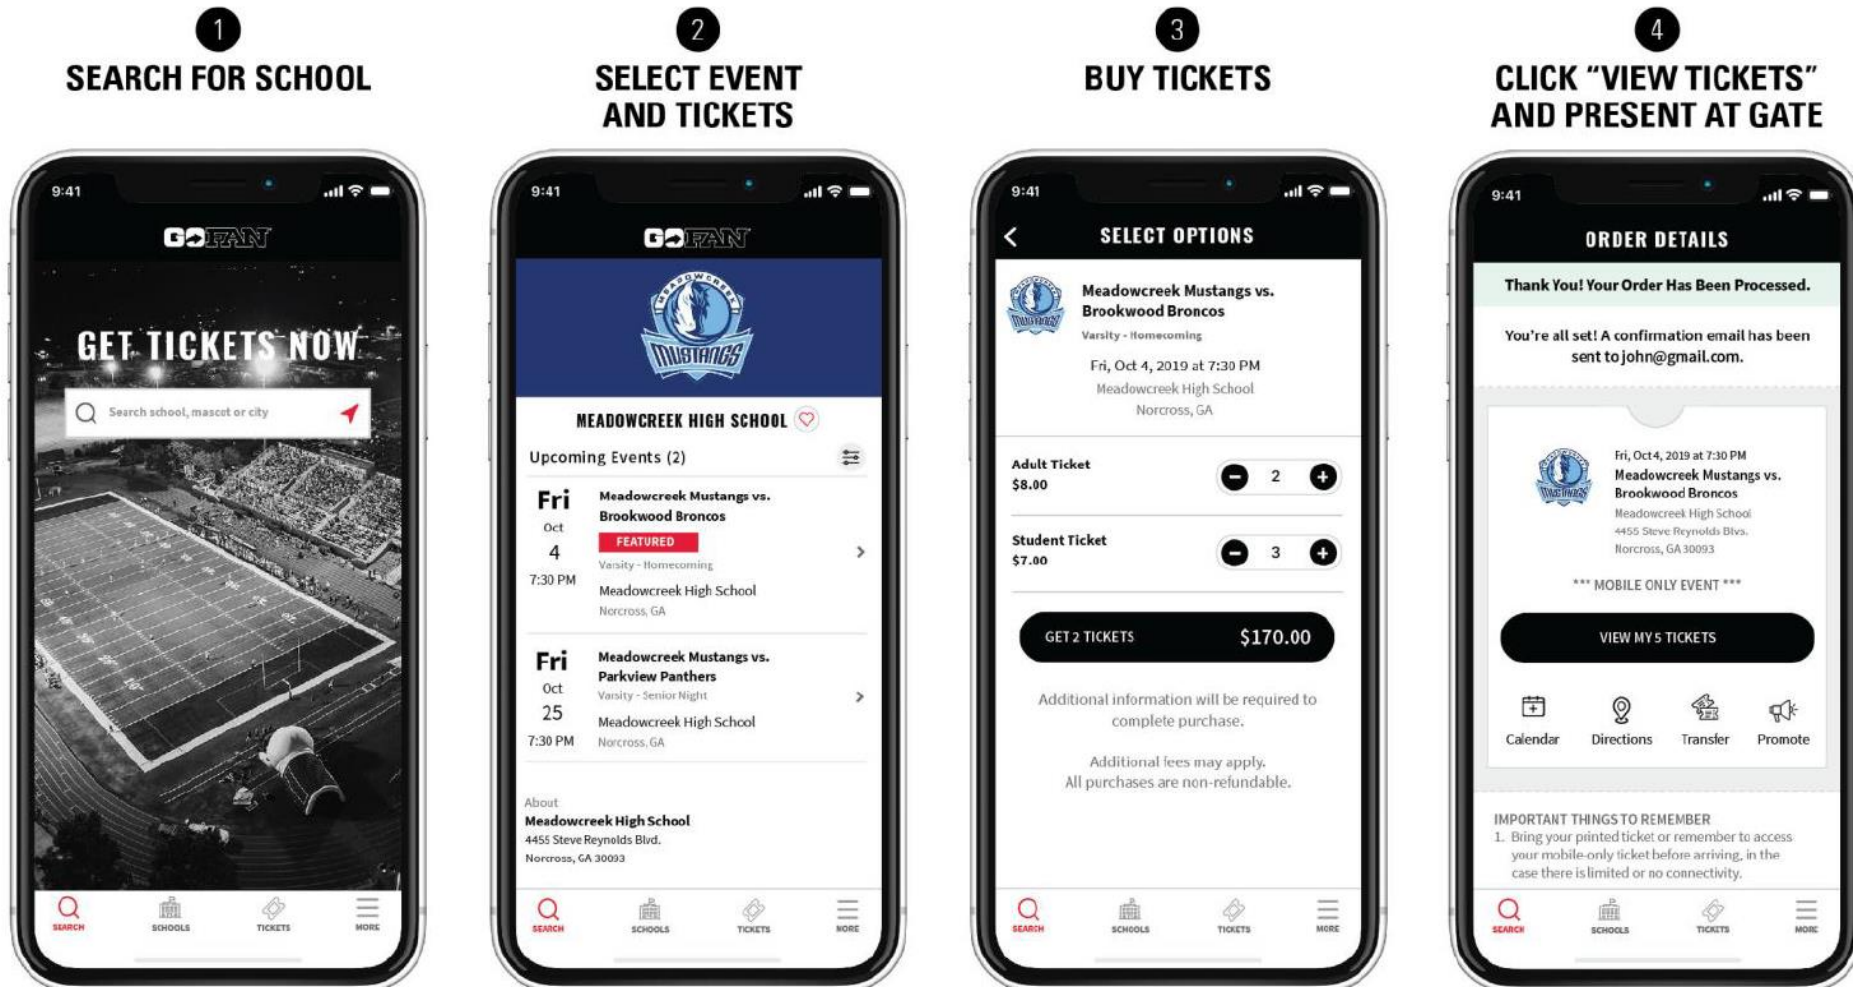 1
SEARCH FOR SCHOOL
9:41
GOFAN
GET TICKETS NOW
Search school, mascot or city
SEARCH
SCHOOLS
TICKETS
MORE
2
SELECT EVENT
AND TICKETS
9:41
GOFAN
MEADOWCREEK
MUSTANGS
MEADOWCREEK HIGH SCHOOL
Upcoming Events (2)
Fri
Oct
4
7:30 PM
Meadowcreek Mustangs vs.
Brookwood Broncos
FEATURED
Varsity - Homecoming
Meadowcreek High School
Norcross, GA
Fri
Oct
25
7:30 PM
Meadowcreek Mustangs vs.
Parkview Panthers
Varsity - Senior Night
Meadowcreek High School
Norcross, GA
About
Meadowcreek High School
4455 Steve Reynolds Blvd.
Norcross, GA 30093
SEARCH
SCHOOLS
TICKETS
MORE
3
BUY TICKETS
9:41
SELECT OPTIONS
MUSTANGS
Meadowcreek Mustangs vs.
Brookwood Broncos
Varsity - Homecoming
Fri, Oct 4, 2019 at 7:30 PM
Meadowcreek High School
Norcross, GA
Adult Ticket
$8.00
2
Student Ticket
$7.00
3
GET 2 TICKETS $170.00
Additional information will be required to
complete purchase.
Additional fees may apply.
All purchases are non-refundable.
SEARCH
SCHOOLS
TICKETS
MORE
4
CLICK “VIEW TICKETS”
AND PRESENT AT GATE
9:41
ORDER DETAILS
Thank You! Your Order Has Been Processed.
You're all set! A confirmation email has been
sent to john@gmail.com.
MUSTANGS
Fri, Oct 4, 2019 at 7:30 PM
Meadowcreek Mustangs vs.
Brookwood Broncos
Meadowcreek High School
4455 Steve Reynolds Blvs.
Norcross, GA 30093
*** MOBILE ONLY EVENT ***
VIEW MY 5 TICKETS
Calendar
Directions
Transfer
Promote
IMPORTANT THINGS TO REMEMBER
1. Bring your printed ticket or remember to access
your mobile-only ticket before arriving, in the
case there is limited or no connectivity.
SEARCH
SCHOOLS
TICKETS
MORE